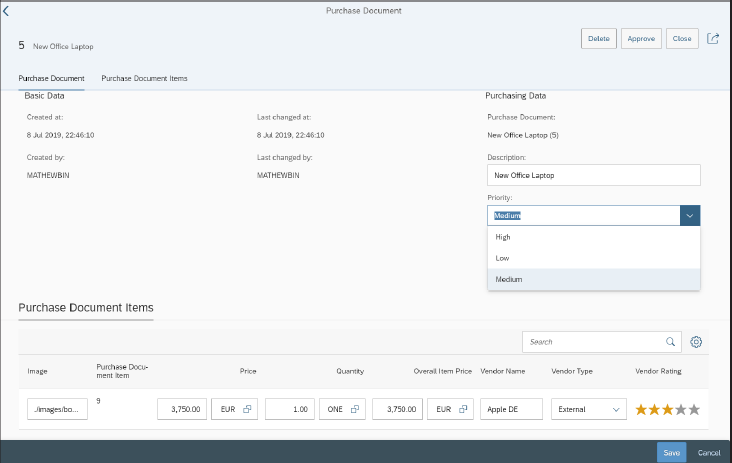 Purchase Document
5 New Office Laptop
Delete Approve Close
Purchase Document Purchase Document Items
Basic Data Purchasing Data
Created at: Last changed at: Purchase Document:
8 Jul 2019, 22:46:10 8 Jul 2019, 22:46:10 New Office Laptop (5)
Created by: Last changed by: Description:
MATHEWBIN MATHEWBIN New Office Laptop
Priority:
Medium
High
Low
Medium
Purchase Document Items
Search
Image Purchase Docu-
ment Item Price Quantity Overall Item Price Vendor Name Vendor Type Vendor Rating
./images/bo... 9 3,750.00 EUR 1.00 ONE 3,750.00 EUR Apple DE External
Save Cancel